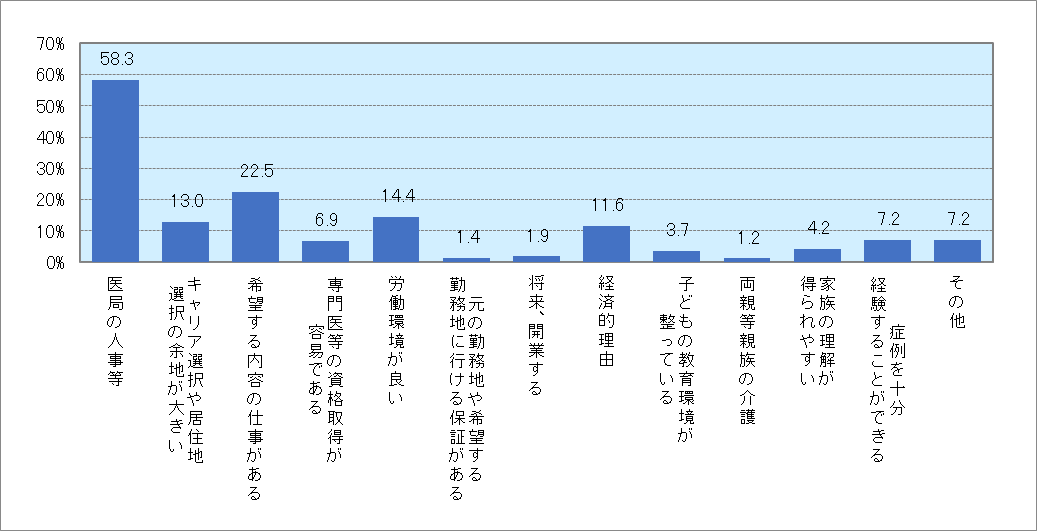 70%
60%
50%
40%
30%
20%
10%
0%
58.3
13.0
22.5
6.9
14.4
1.4
1.9
11.6
3.7
1.2
4.2
7.2
7.2
医局の人事等
キャリア選択や居住地
選択の余地が大きい
希望する内容の仕事がある
専門医等の資格取得が
容易である
労働環境が良い
元の勤務地や希望する
勤務地に行ける保証がある
将来、開業する
経済的理由
子どもの教育環境が
整っている
両親等親族の介護
家族の理解が
得られやすい
症例を十分
経験することができる
その他